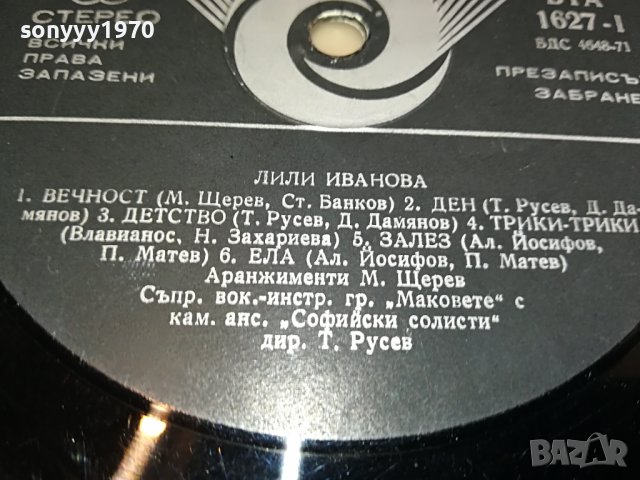 sonyyy1970
СТЕРЕО
ВСИЧКИ
ПРАВА
ЗАПАЗЕНИ
ВТА
1627-I
БДС 4648-71
ПРЕЗАПИСЪ
ЗАБРАНЕ
ЛИЛИ ИВАНОВА
1. ВЕЧНОСТ (М. Щерев, Ст. Банков) 2. ДЕН (Т. Русев, Д. Да-
мянов) 3. ДЕТСТВО (Т. Русев, Д. Дамянов) 4. ТРИКИ-ТРИКИ
(Влавианос, Н. Захариева) 5. ЗАЛЕЗ (Ал. Йосифов,
П. Матев) 6. ЕЛА (Ал. Йосифов, П. Матев)
Аранжименти М. Щерев
Съпр. вок.-инстр. гр. „Маковете" с
кам. анс. „Софийски солисти"
дир. Т. Русев
BAZAR